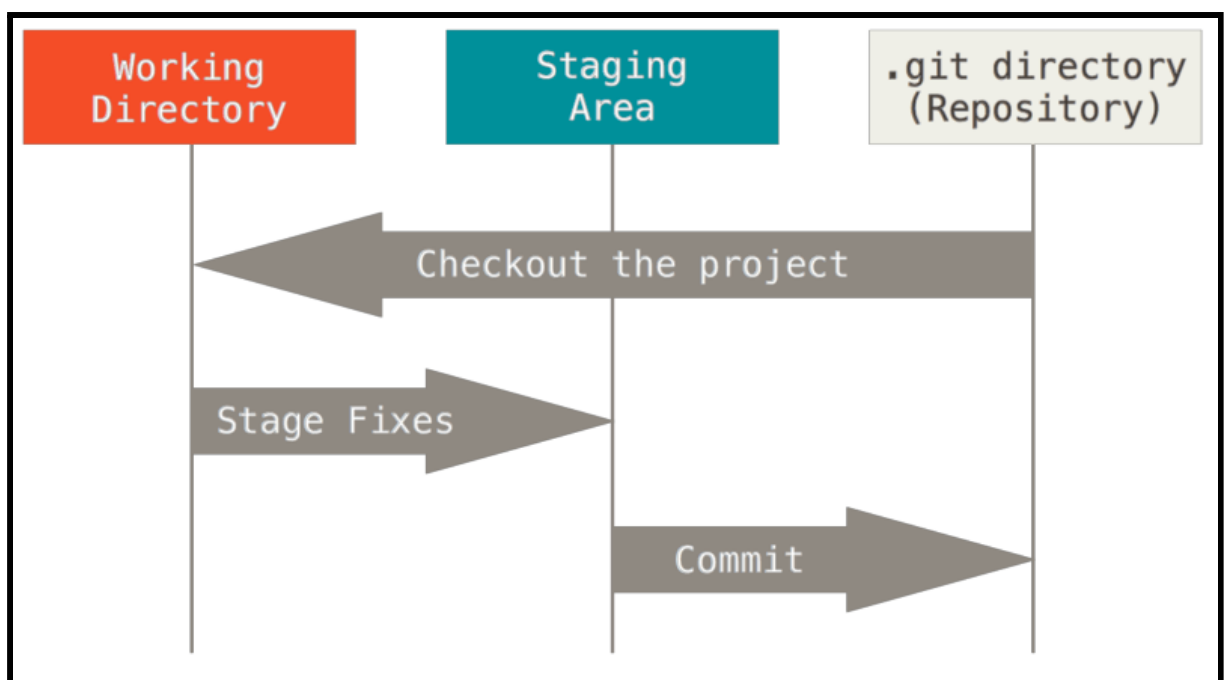 Working
Directory
Staging
Area
.git directory
(Repository)
Checkout the project
Stage Fixes
Commit